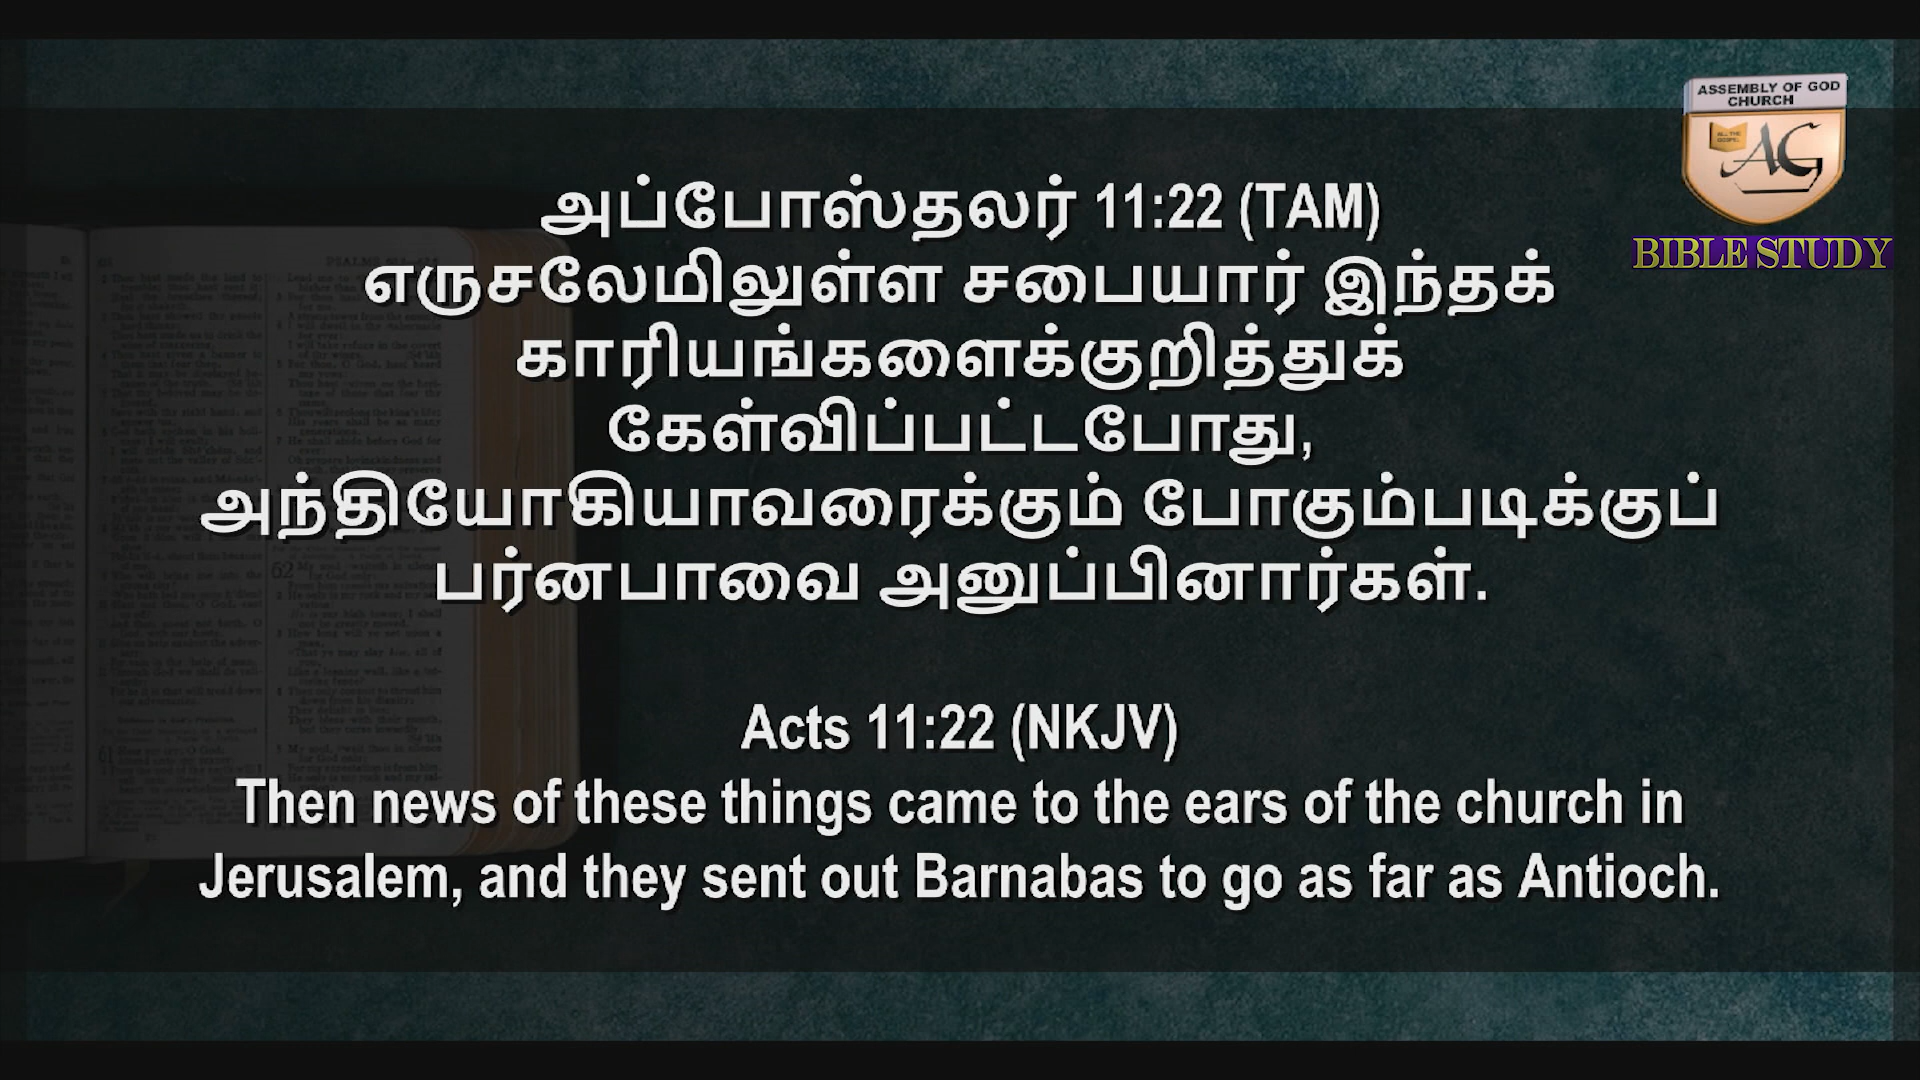 ASSEMBLY OF GOD
CHURCH
AG
BIBLE STUDY
அப்போஸ்தலர் 11:22 (TAM)
எருசலேமிலுள்ள சபையார் இந்தக்
காரியங்களைக்குறித்துக்
கேள்விப்பட்டபோது,
அந்தியோகியாவரைக்கும் போகும்படிக்குப்
பர்னபாவை அனுப்பினார்கள்.
Acts 11:22 (NKJV)
Then news of these things came to the ears of the church in
Jerusalem, and they sent out Barnabas to go as far as Antioch.